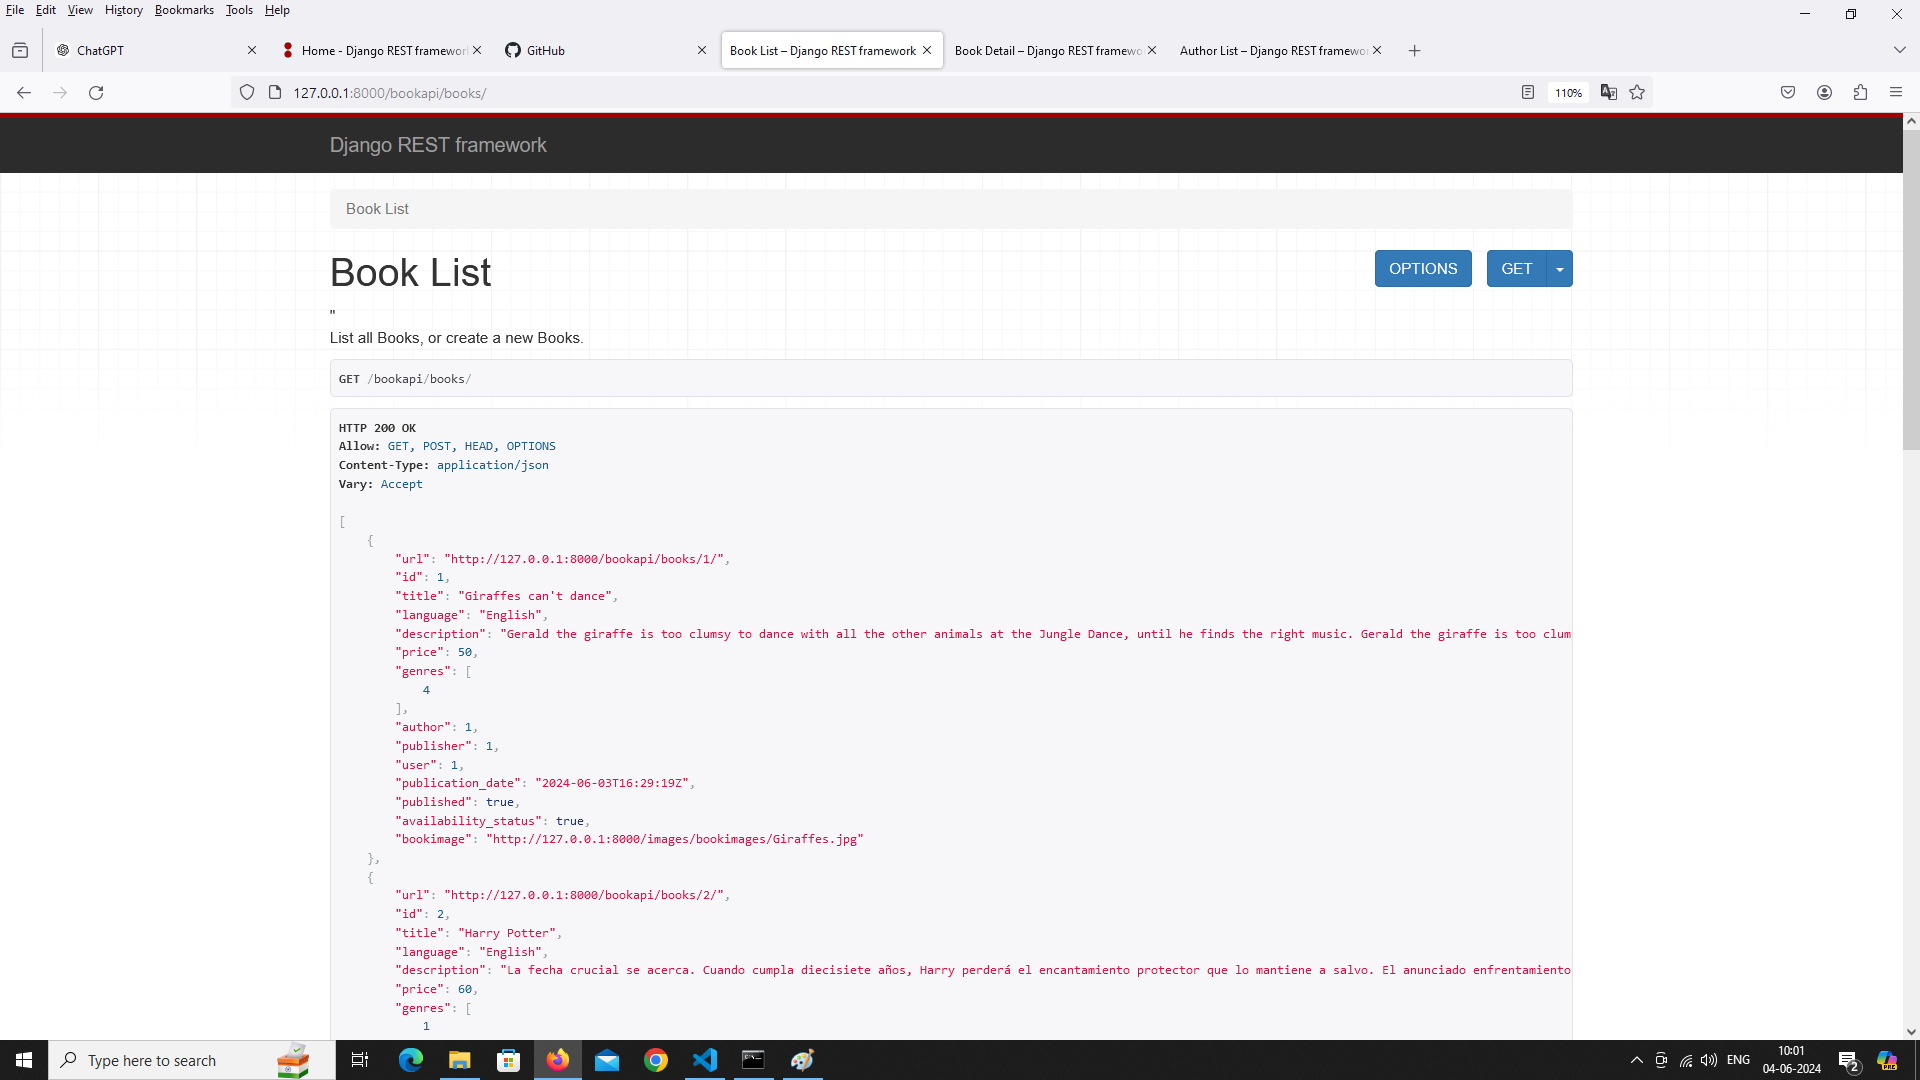 File Edit View History Bookmarks Tools Help
ChatGPT
Home - Django REST framework
GitHub
Book List – Django REST framework
Book Detail – Django REST framewo
Author List – Django REST framewo
127.0.0.1:8000/bookapi/books/
110%
Django REST framework
Book List
Book List
OPTIONS
GET
"
List all Books, or create a new Books.
GET /bookapi/books/
HTTP 200 OK
Allow: GET, POST, HEAD, OPTIONS
Content-Type: application/json
Vary: Accept
[
{
"url": "http://127.0.0.1:8000/bookapi/books/1/",
"id": 1,
"title": "Giraffes can't dance",
"language": "English",
"description": "Gerald the giraffe is too clumsy to dance with all the other animals at the Jungle Dance, until he finds the right music. Gerald the giraffe is too clum
"price": 50,
"genres": [
4
],
"author": 1,
"publisher": 1,
"user": 1,
"publication_date": "2024-06-03T16:29:19Z",
"published": true,
"availability_status": true,
"bookimage": "http://127.0.0.1:8000/images/bookimages/Giraffes.jpg"
},
{
"url": "http://127.0.0.1:8000/bookapi/books/2/",
"id": 2,
"title": "Harry Potter",
"language": "English",
"description": "La fecha crucial se acerca. Cuando cumpla diecisiete años, Harry perderá el encantamiento protector que lo mantiene a salvo. El anunciado enfrentamiento
"price": 60,
"genres": [
1
Type here to search
ENG
10:01
04-06-2024
2
PRE